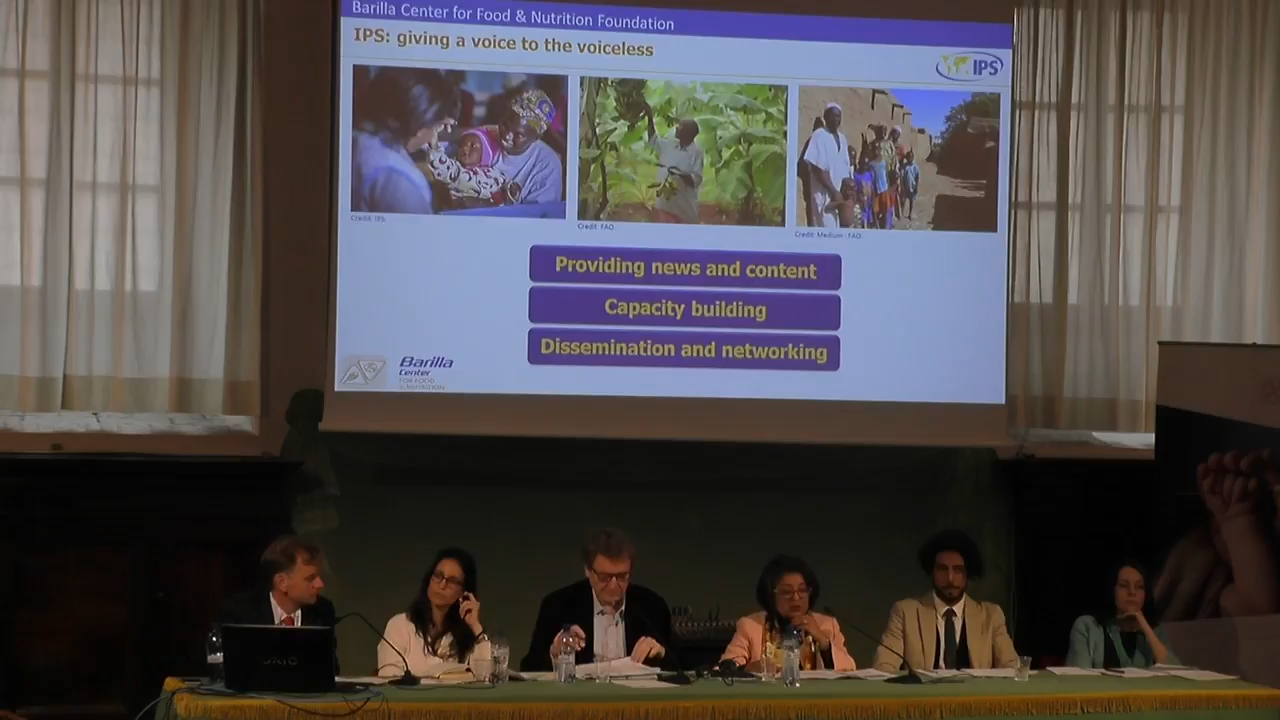 Barilla Center for Food & Nutrition Foundation
IPS: giving a voice to the voiceless
IPS
Credit: IPS
Credit: FAO
Credit: Medium - FAO
Providing news and content
Capacity building
Dissemination and networking
Barilla
Center
FOR FOOD
& NUTRITION